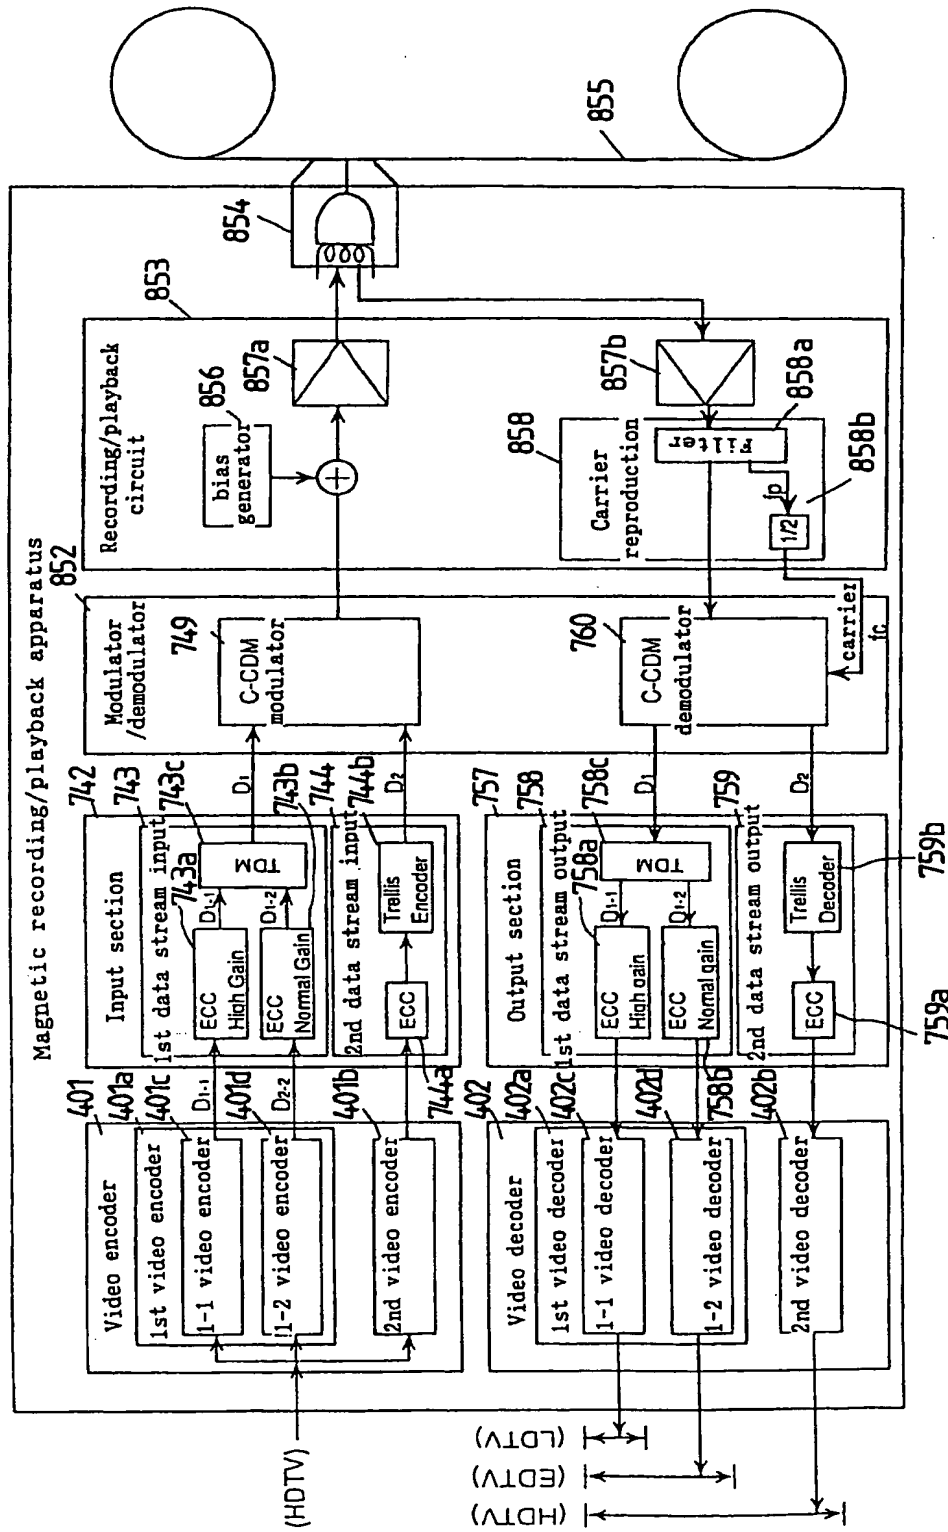 Magnetic recording/playback apparatus
401
Video encoder
401a
1st video encoder
401c
1-1 video encoder
401d
1-2 video encoder
401b
2nd video encoder
(HDTV)
D1-1
D2-2
742
Input section
743
1st data stream input
743a
743c
ECC
High Gain
D1-1
TDM
ECC
Normal Gain
D1-2
743b
744
2nd data stream input
744b
ECC
Trellis
Encoder
744a
D1
D2
852
Modulator
/demodulator
749
C-CDM
modulator
853
Recording/playback
circuit
856
bias
generator
857a
854
855
402
Video decoder
402a
1st video decoder
402c
1-1 video decoder
402d
1-2 video decoder
402b
2nd video decoder
(LDTV)
(EDTV)
(HDTV)
757
Output section
758
1st data stream output
758a
758c
ECC
High gain
D1-1
TDM
ECC
Normal gain
D1-2
758b
759
2nd data stream output
ECC
Trellis
Decoder
759a
759b
D1
D2
760
C-CDM
demodulator
carrier
fc
857b
858
Carrier
reproduction
Filter
858a
fp
1/2
858b